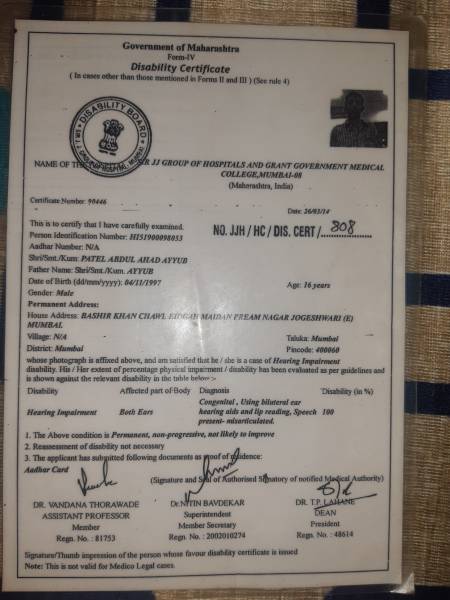 Government of Maharashtra
Form-IV
Disability Certificate
( In cases other than those mentioned in Forms II and III ) (See rule 4)
DISABILITY BOARD
NAME OF THE SIR JJ GROUP OF HOSPITALS AND GRANT GOVERNMENT MEDICAL
COLLEGE,MUMBAI-08
(Maharashtra, India)
Certificate Number: 90446
Date: 26/03/14
This is to certify that I have carefully examined.
Person Identification Number: HI51900098053
NO. JJH / HC / DIS. CERT / 808
Aadhar Number: N/A
Shri/Smt./Kum: PATEL ABDUL AHAD AYYUB
Father Name: Shri/Smt./Kum. AYYUB
Date of Birth (dd/mm/yyyy): 04/11/1997 Age: 16 years
Gender: Male
Permanent Address:
House Address: BASHIR KHAN CHAWL EIDGAH MAIDAN PREAM NAGAR JOGESHWARI (E)
MUMBAI.
Village: N/A Taluka: Mumbai
District: Mumbai Pincode: 400060
whose photograph is affixed above, and am satisfied that he / she is a case of Hearing Impairment
disability. His / Her extent of percentage physical impairment / disability has been evaluated as per guidelines and
is shown against the relevant disability in the table below :-
Disability Affected part of Body Diagnosis Disability (in %)
Congenital , Using bilateral ear
Hearing Impairment Both Ears hearing aids and lip reading, Speech 100
present- misarticulated.
1. The Above condition is Permanent, non-progressive, not likely to improve
2. Reassessment of disability not necessary
3. The applicant has submitted following documents as proof of residence:
Aadhar Card
(Signature and Seal of Authorised Signatory of notified Medical Authority)
DR. VANDANA THORAWADE Dr.NITIN BAVDEKAR DR. T.P. LAHANE
ASSISTANT PROFESSOR Superintendent DEAN
Member Member Secretary President
Regn. No. : 81753 Regn. No. : 2002010274 Regn. No. : 48614
Signature/Thumb impression of the person whose favour disability certificate is issued
Note: This is not valid for Medico Legal cases.